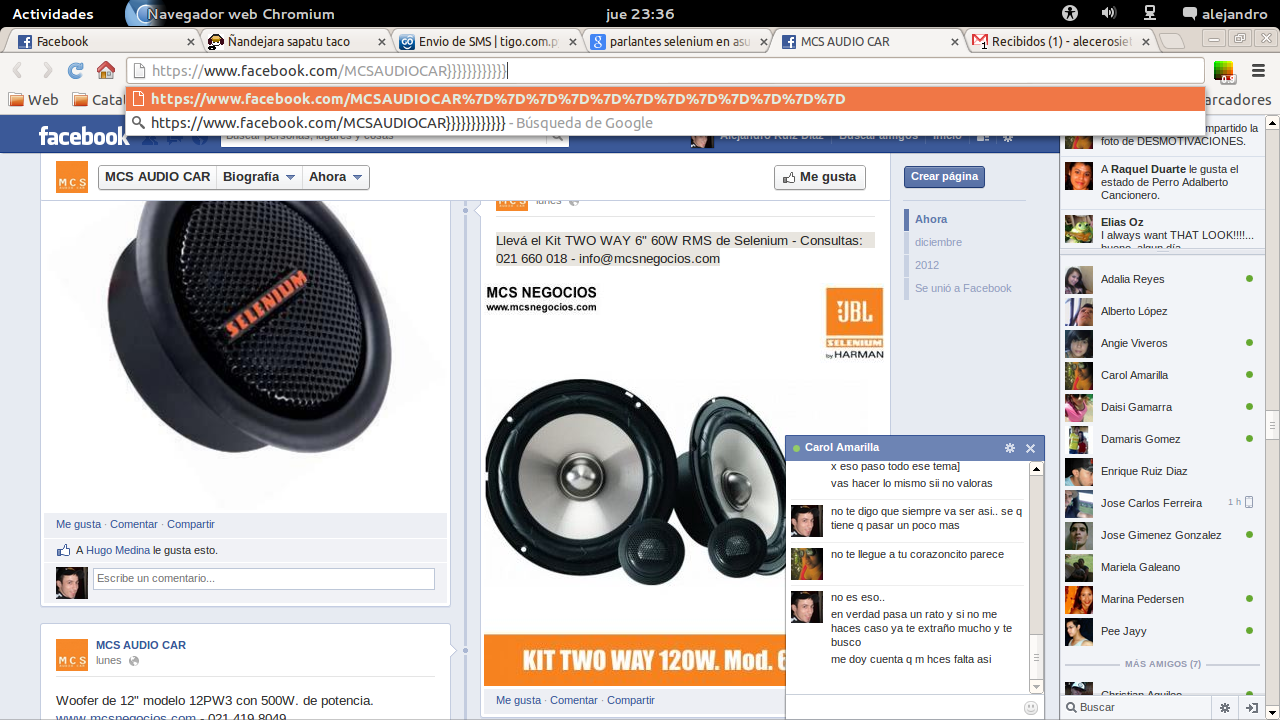 Actividades
Navegador web Chromium
jue 23:36
alejandro
Facebook
Ñandejara sapatu taco
Envio de SMS | tigo.com.p
parlantes selenium en asu
MCS AUDIO CAR
Recibidos (1) - alecerosiet
https://www.facebook.com/MCSAUDIOCAR}}}}}}}}}}}}
Web
https://www.facebook.com/MCSAUDIOCAR%7D%7D%7D%7D%7D%7D%7D%7D%7D%7D%7D%7D
https://www.facebook.com/MCSAUDIOCAR}}}}}}}}}}}} - Búsqueda de Google
facebook
Buscar personas, lugares y cosas
Alejandro Ruiz Diaz
Buscar amigos
Inicio
MCS
MCS AUDIO CAR
Biografía
Ahora
Me gusta
Crear página
Ahora
diciembre
2012
Se unió a Facebook
SELENIUM
Me gusta · Comentar · Compartir
A Hugo Medina le gusta esto.
Escribe un comentario...
MCS
MCS AUDIO CAR
lunes
Woofer de 12" modelo 12PW3 con 500W. de potencia.
www.mcsnegocios.com - 021 419 8049
lunes
Llevá el Kit TWO WAY 6" 60W RMS de Selenium - Consultas:
021 660 018 - info@mcsnegocios.com
MCS NEGOCIOS
www.mcsnegocios.com
JBL
SELENIUM
by HARMAN
KIT TWO WAY 120W. Mod. 6
Me gusta · Comentar · Compartir
Carol Amarilla
x eso paso todo ese tema]
vas hacer lo mismo sii no valoras
no te digo que siempre va ser asi.. se q
tiene q pasar un poco mas
no te llegue a tu corazoncito parece
no es eso..
en verdad pasa un rato y si no me
haces caso ya te extraño mucho y te
busco
me doy cuenta q m hces falta asi
foto de DESMOTIVACIONES.
A Raquel Duarte le gusta el
estado de Perro Adalberto
Cancionero.
Elias Oz
I always want THAT LOOK!!!!...
bueno, algun día
Adalia Reyes
Alberto López
Angie Viveros
Carol Amarilla
Daisi Gamarra
Damaris Gomez
Enrique Ruiz Diaz
Jose Carlos Ferreira
1 h
Jose Gimenez Gonzalez
Mariela Galeano
Marina Pedersen
Pee Jayy
MÁS AMIGOS (7)
Christian Aguileo
Buscar